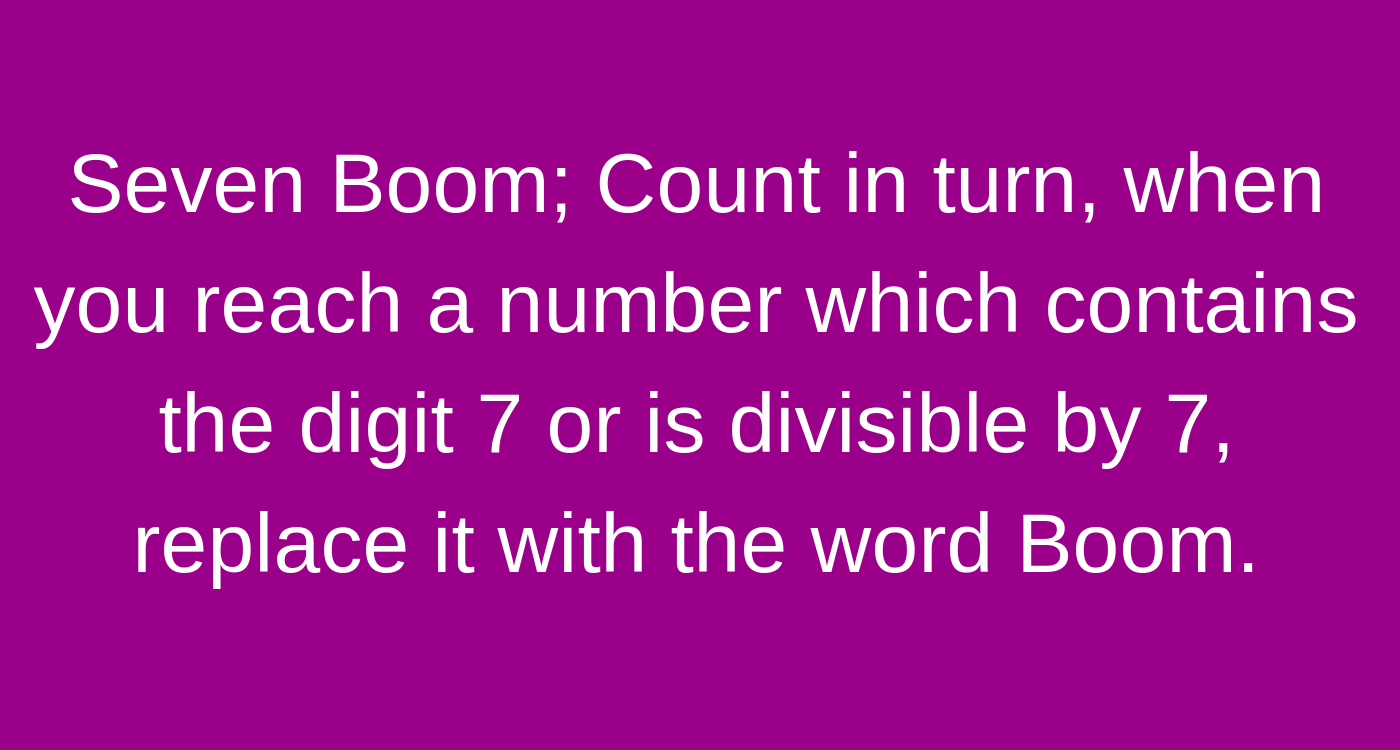 Seven Boom; Count in turn, when
you reach a number which contains
the digit 7 or is divisible by 7,
replace it with the word Boom.